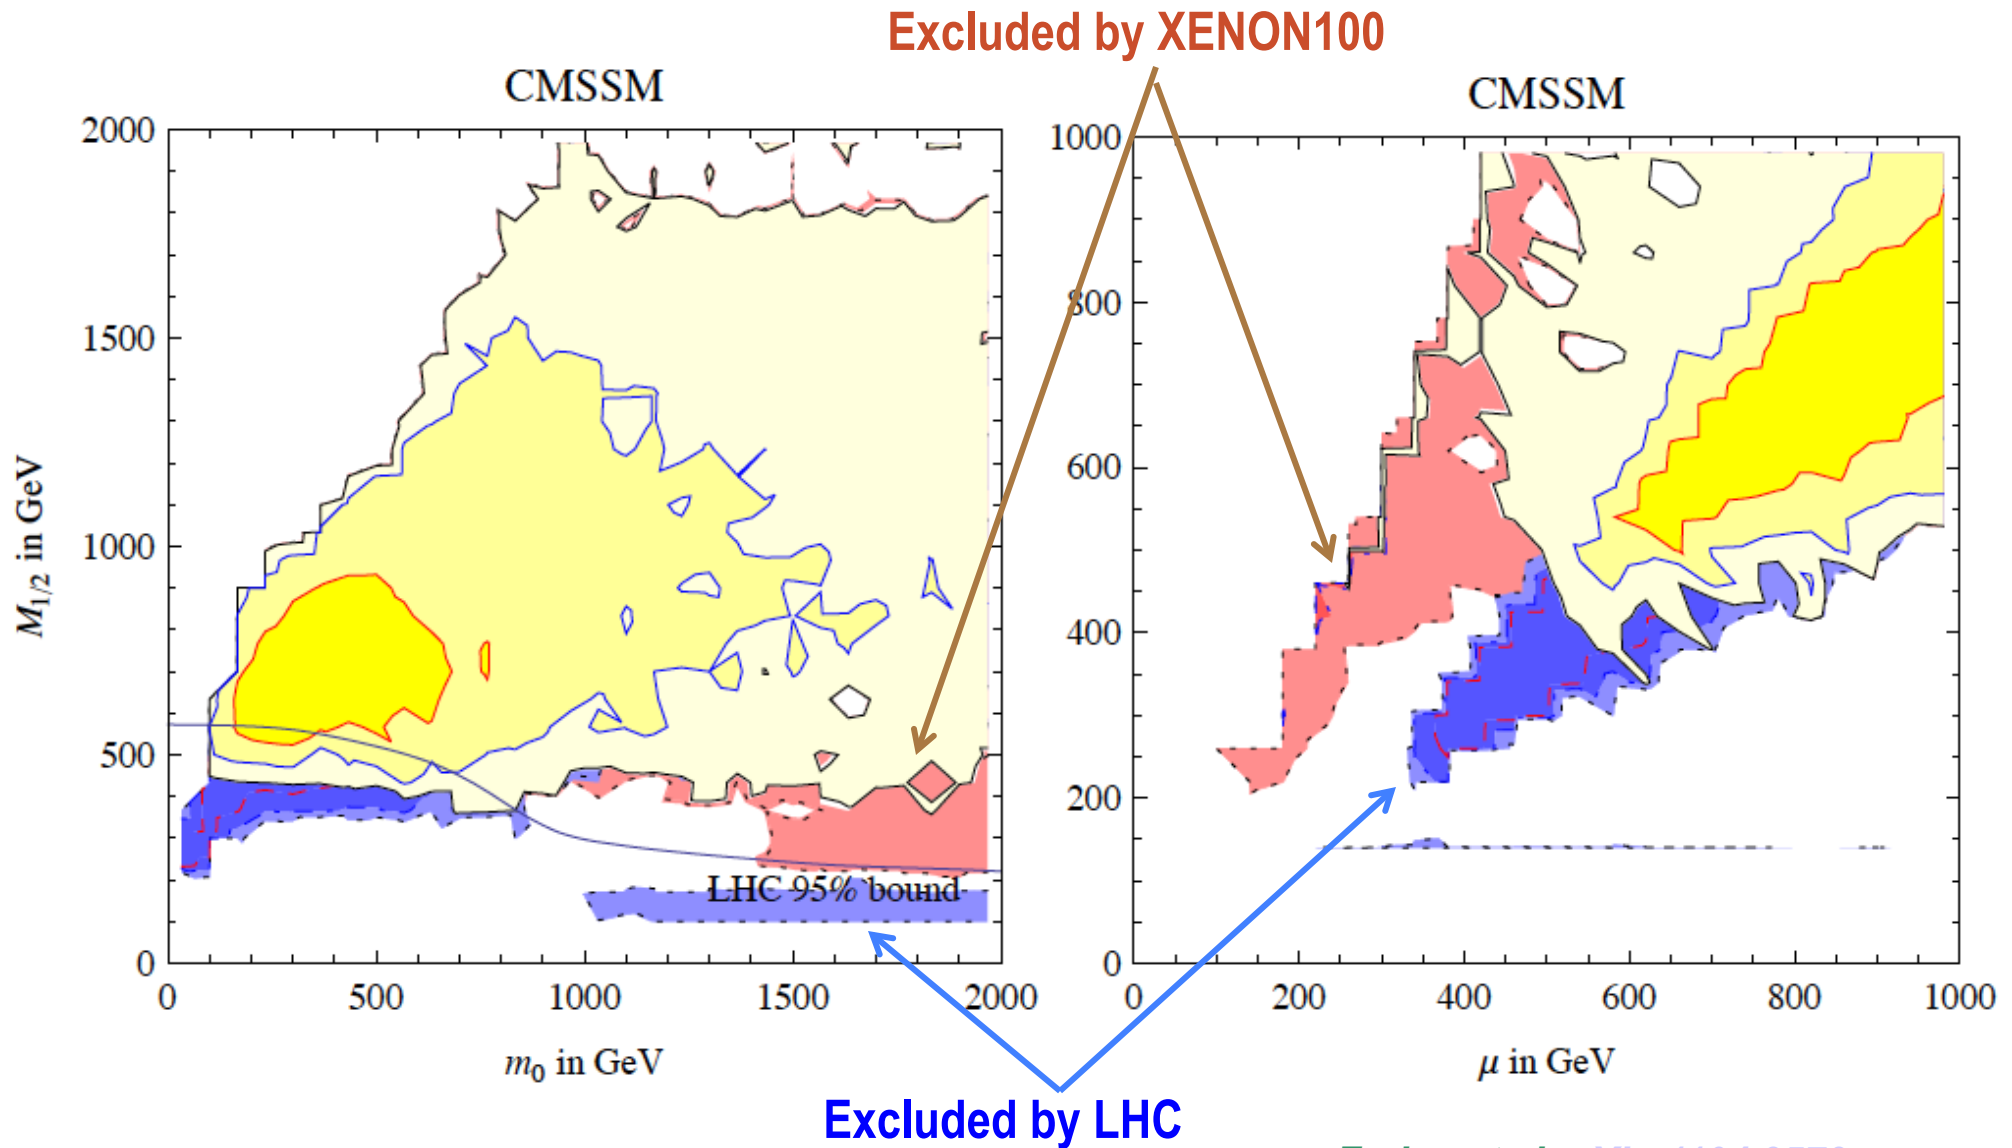 Excluded by XENON100
CMSSM
CMSSM
2000
1500
1000
500
0
M1/2 in GeV
0 500 1000 1500 2000
m0 in GeV
LHC 95% bound
1000
800
600
400
200
0
0 200 400 600 800 1000
μ in GeV
Excluded by LHC